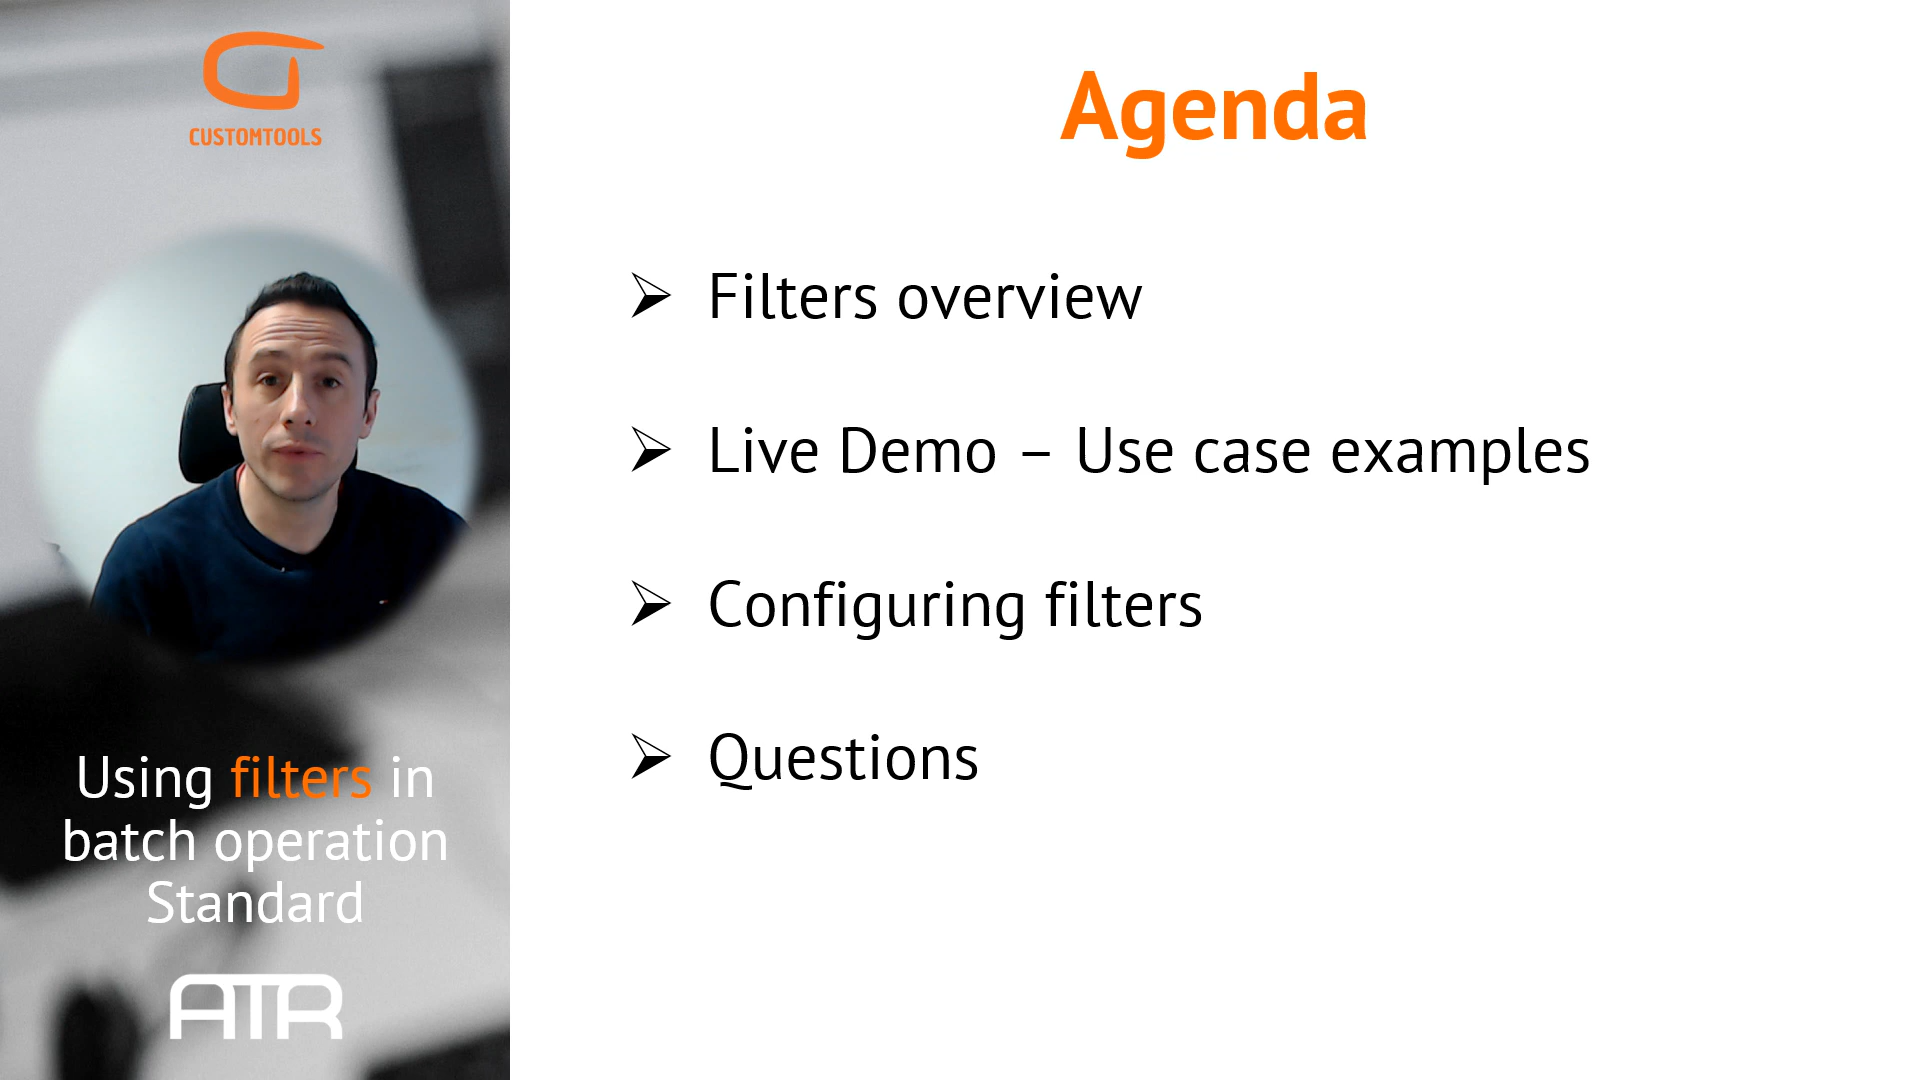 CUSTOMTOOLS
Using filters in
batch operation
Standard
ATR
Agenda
➢ Filters overview
➢ Live Demo – Use case examples
➢ Configuring filters
➢ Questions